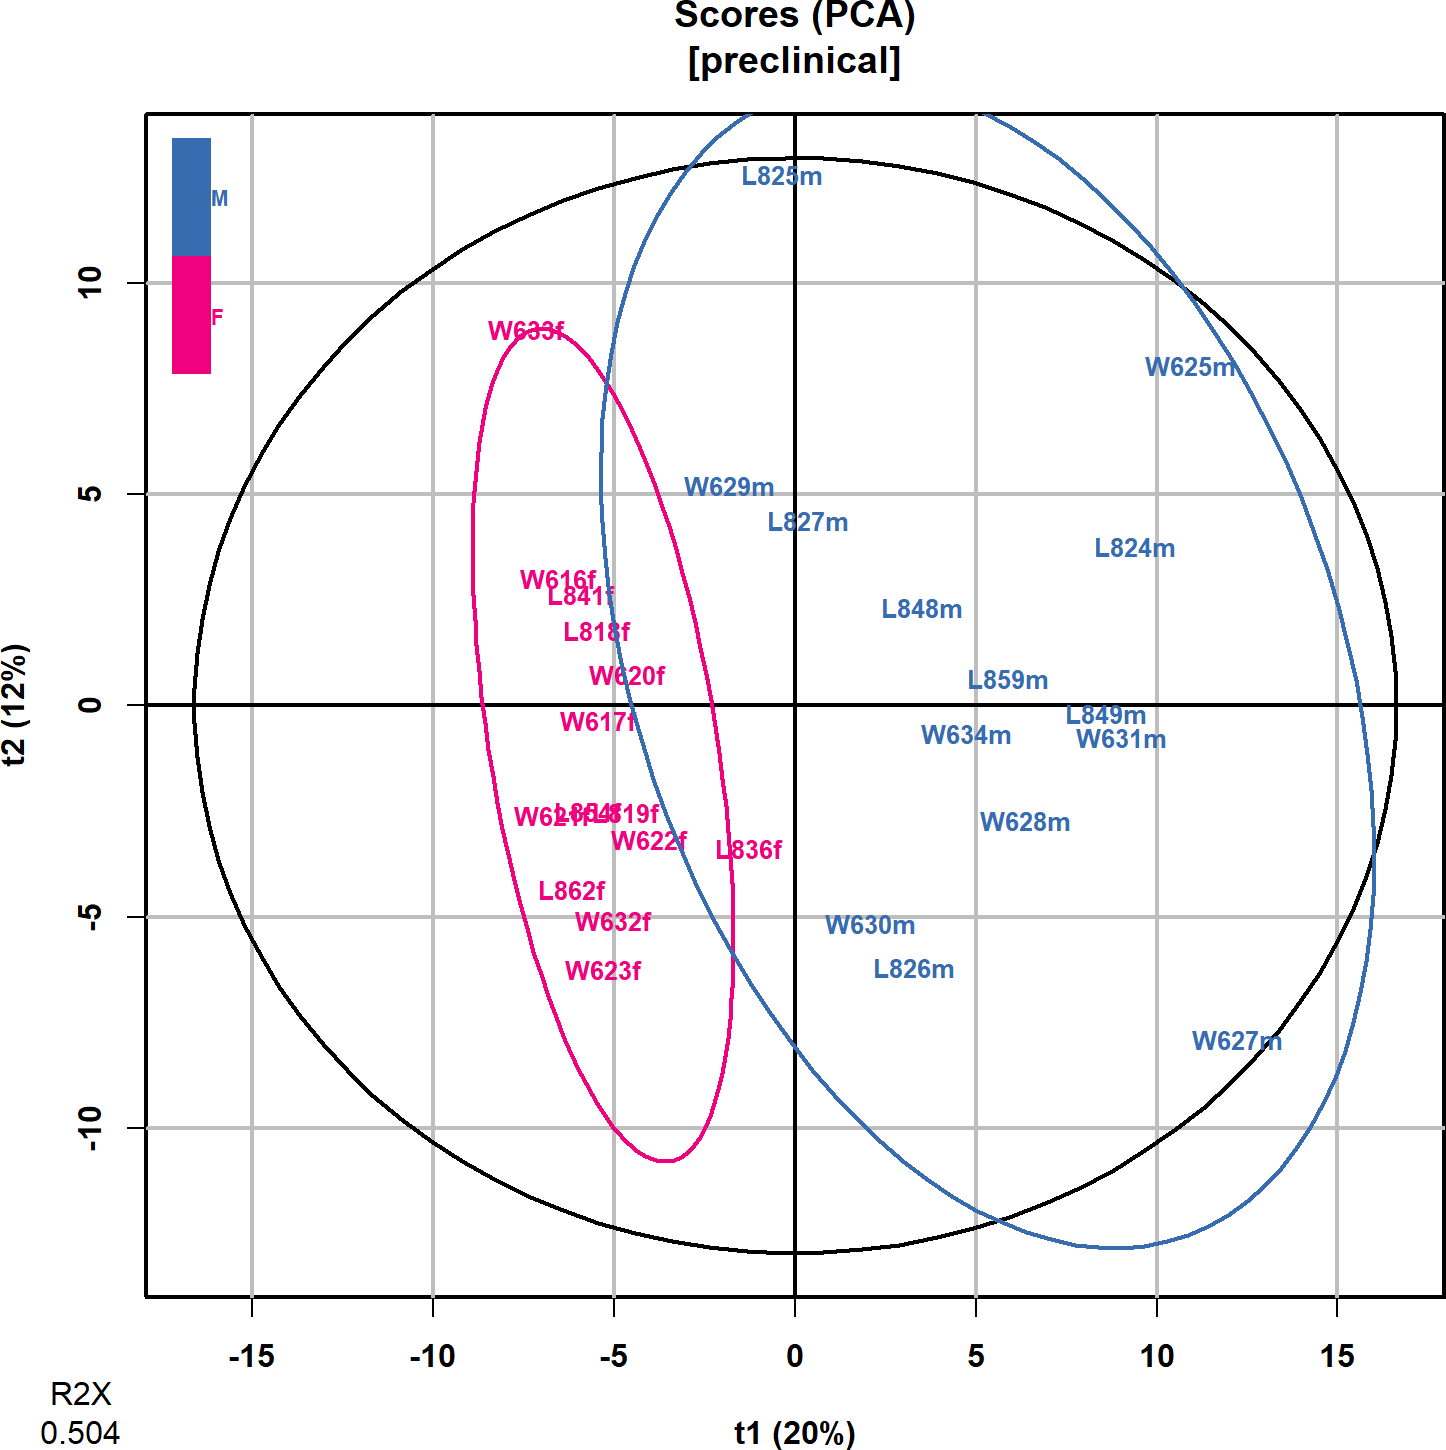 Scores (PCA)
[preclinical]
M
F
L825m
W633f
W625m
W629m
L827m
L824m
W616f
L841f
L848m
L818f
W620f
L859m
W617f
L849m
W634m
W631m
W621f
L854f
L819f
W628m
W622f
L836f
L862f
W632f
W630m
W623f
L826m
W627m
10
5
0
-5
-10
t2 (12%)
-15
-10
-5
0
5
10
15
R2X
0.504
t1 (20%)